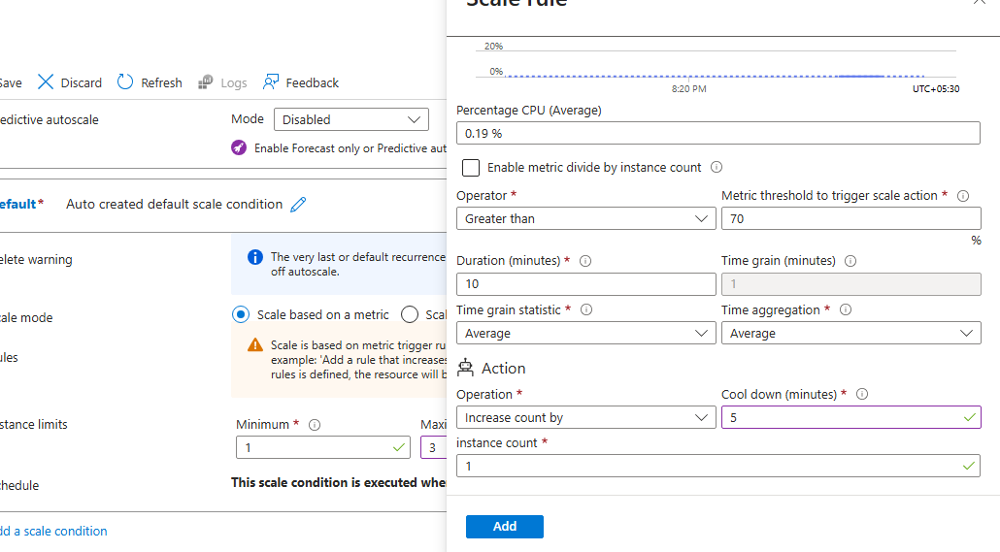 Scale rule
Save Discard Refresh Logs Feedback
edictive autoscale
Mode Disabled
Enable Forecast only or Predictive aut
efault* Auto created default scale condition
elete warning
The very last or default recurrence
off autoscale.
cale mode
Scale based on a metric Scal
ules
Scale is based on metric trigger ru
example: 'Add a rule that increases
rules is defined, the resource will b
stance limits
Minimum * Maxi
1 3
chedule
This scale condition is executed whe
dd a scale condition
20%
0%
8:20 PM UTC+05:30
Percentage CPU (Average)
0.19 %
Enable metric divide by instance count
Operator * Metric threshold to trigger scale action *
Greater than 70
%
Duration (minutes) * Time grain (minutes)
10 1
Time grain statistic * Time aggregation *
Average Average
Action
Operation * Cool down (minutes) *
Increase count by 5
instance count *
1
Add